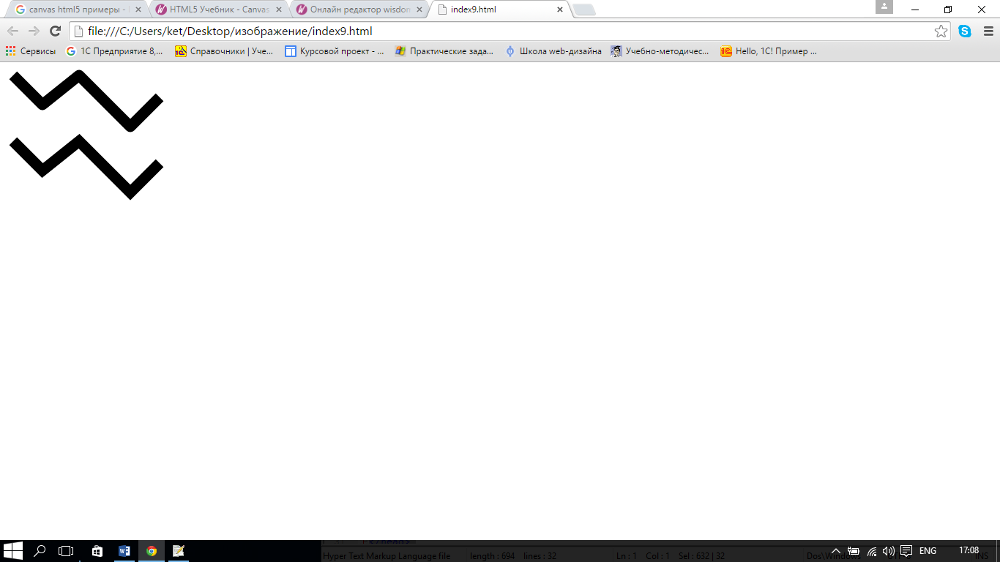 canvas html5 примеры -
HTML5 Учебник - Canvas
Онлайн редактор wisdom
index9.html
file:///C:/Users/ket/Desktop/изображение/index9.html
Сервисы
1С Предприятие 8,...
Справочники | Уче...
Курсовой проект - ...
Практические зада...
Школа web-дизайна
Учебно-методичес...
Hello, 1С! Пример ...
Hyper Text Markup Language file
length : 694 lines : 32
Ln : 1 Col : 1 Sel : 632 | 32
Dos\Windows
INS
ENG
17:08